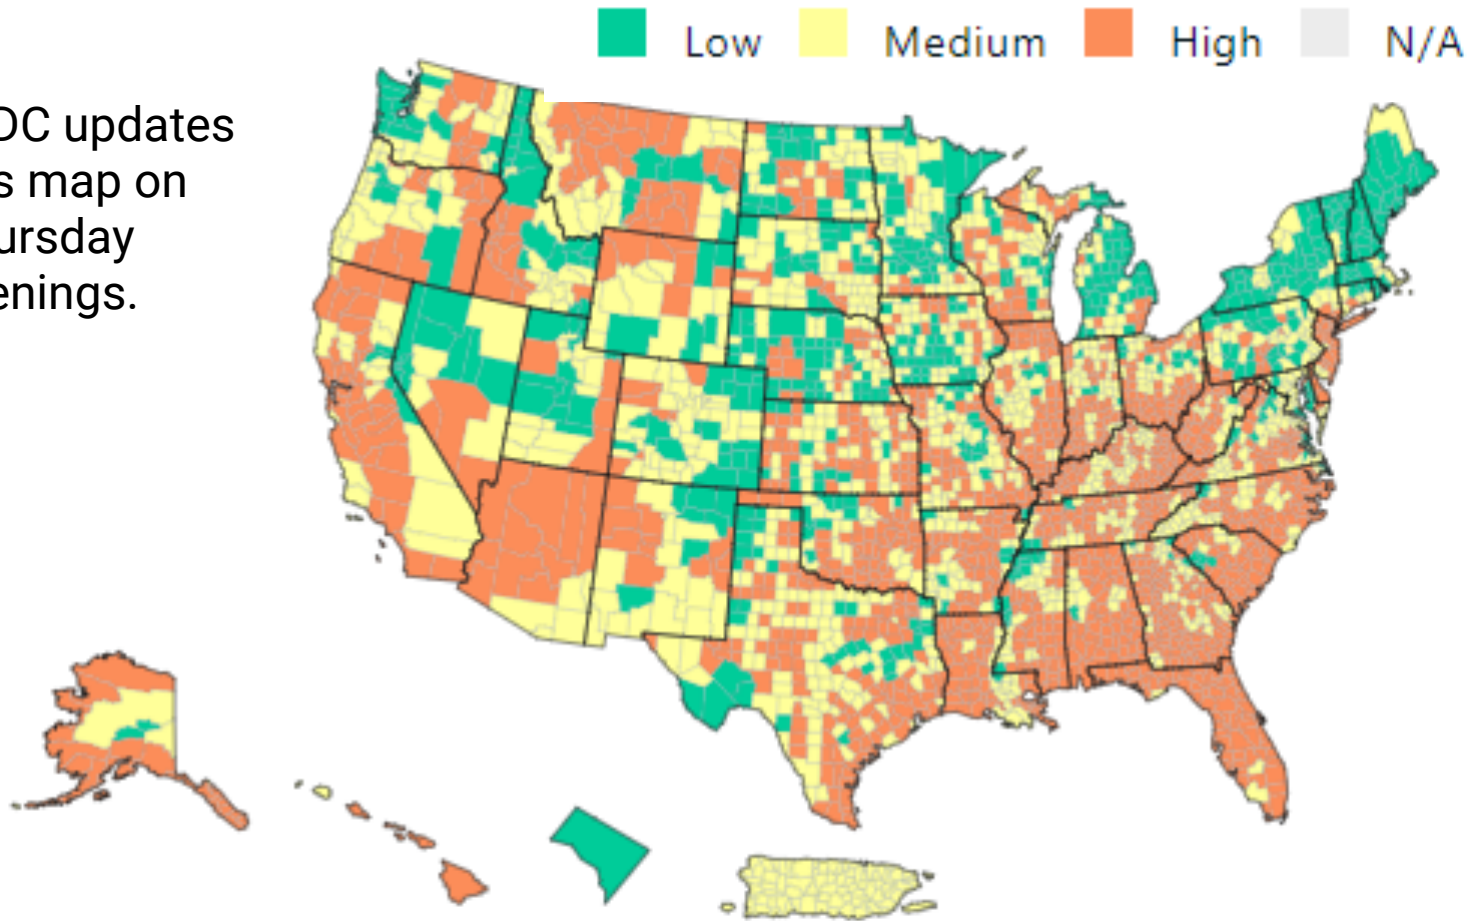 Low Medium High N/A
DC updates
s map on
ursday
enings.